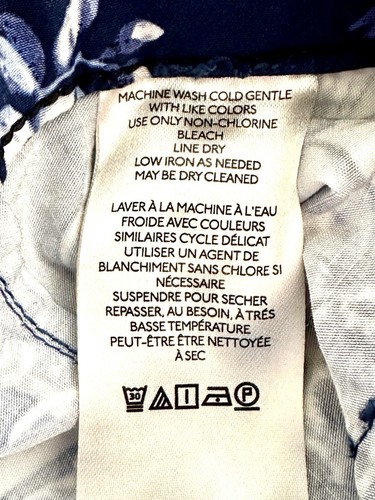 MACHINE WASH COLD GENTLE
WITH LIKE COLORS
USE ONLY NON-CHLORINE
BLEACH
LINE DRY
LOW IRON AS NEEDED
MAY BE DRY CLEANED
LAVER À LA MACHINE À L'EAU
FROIDE AVEC COULEURS
SIMILAIRES CYCLE DÉLICAT
UTILISER UN AGENT DE
BLANCHIMENT SANS CHLORE SI
NÉCESSAIRE
SUSPENDRE POUR SECHER
REPASSER, AU BESOIN, À TRÉS
BASSE TEMPÉRATURE
PEUT-ÊTRE ÊTRE NETTOYÉE
À SEC
30 P